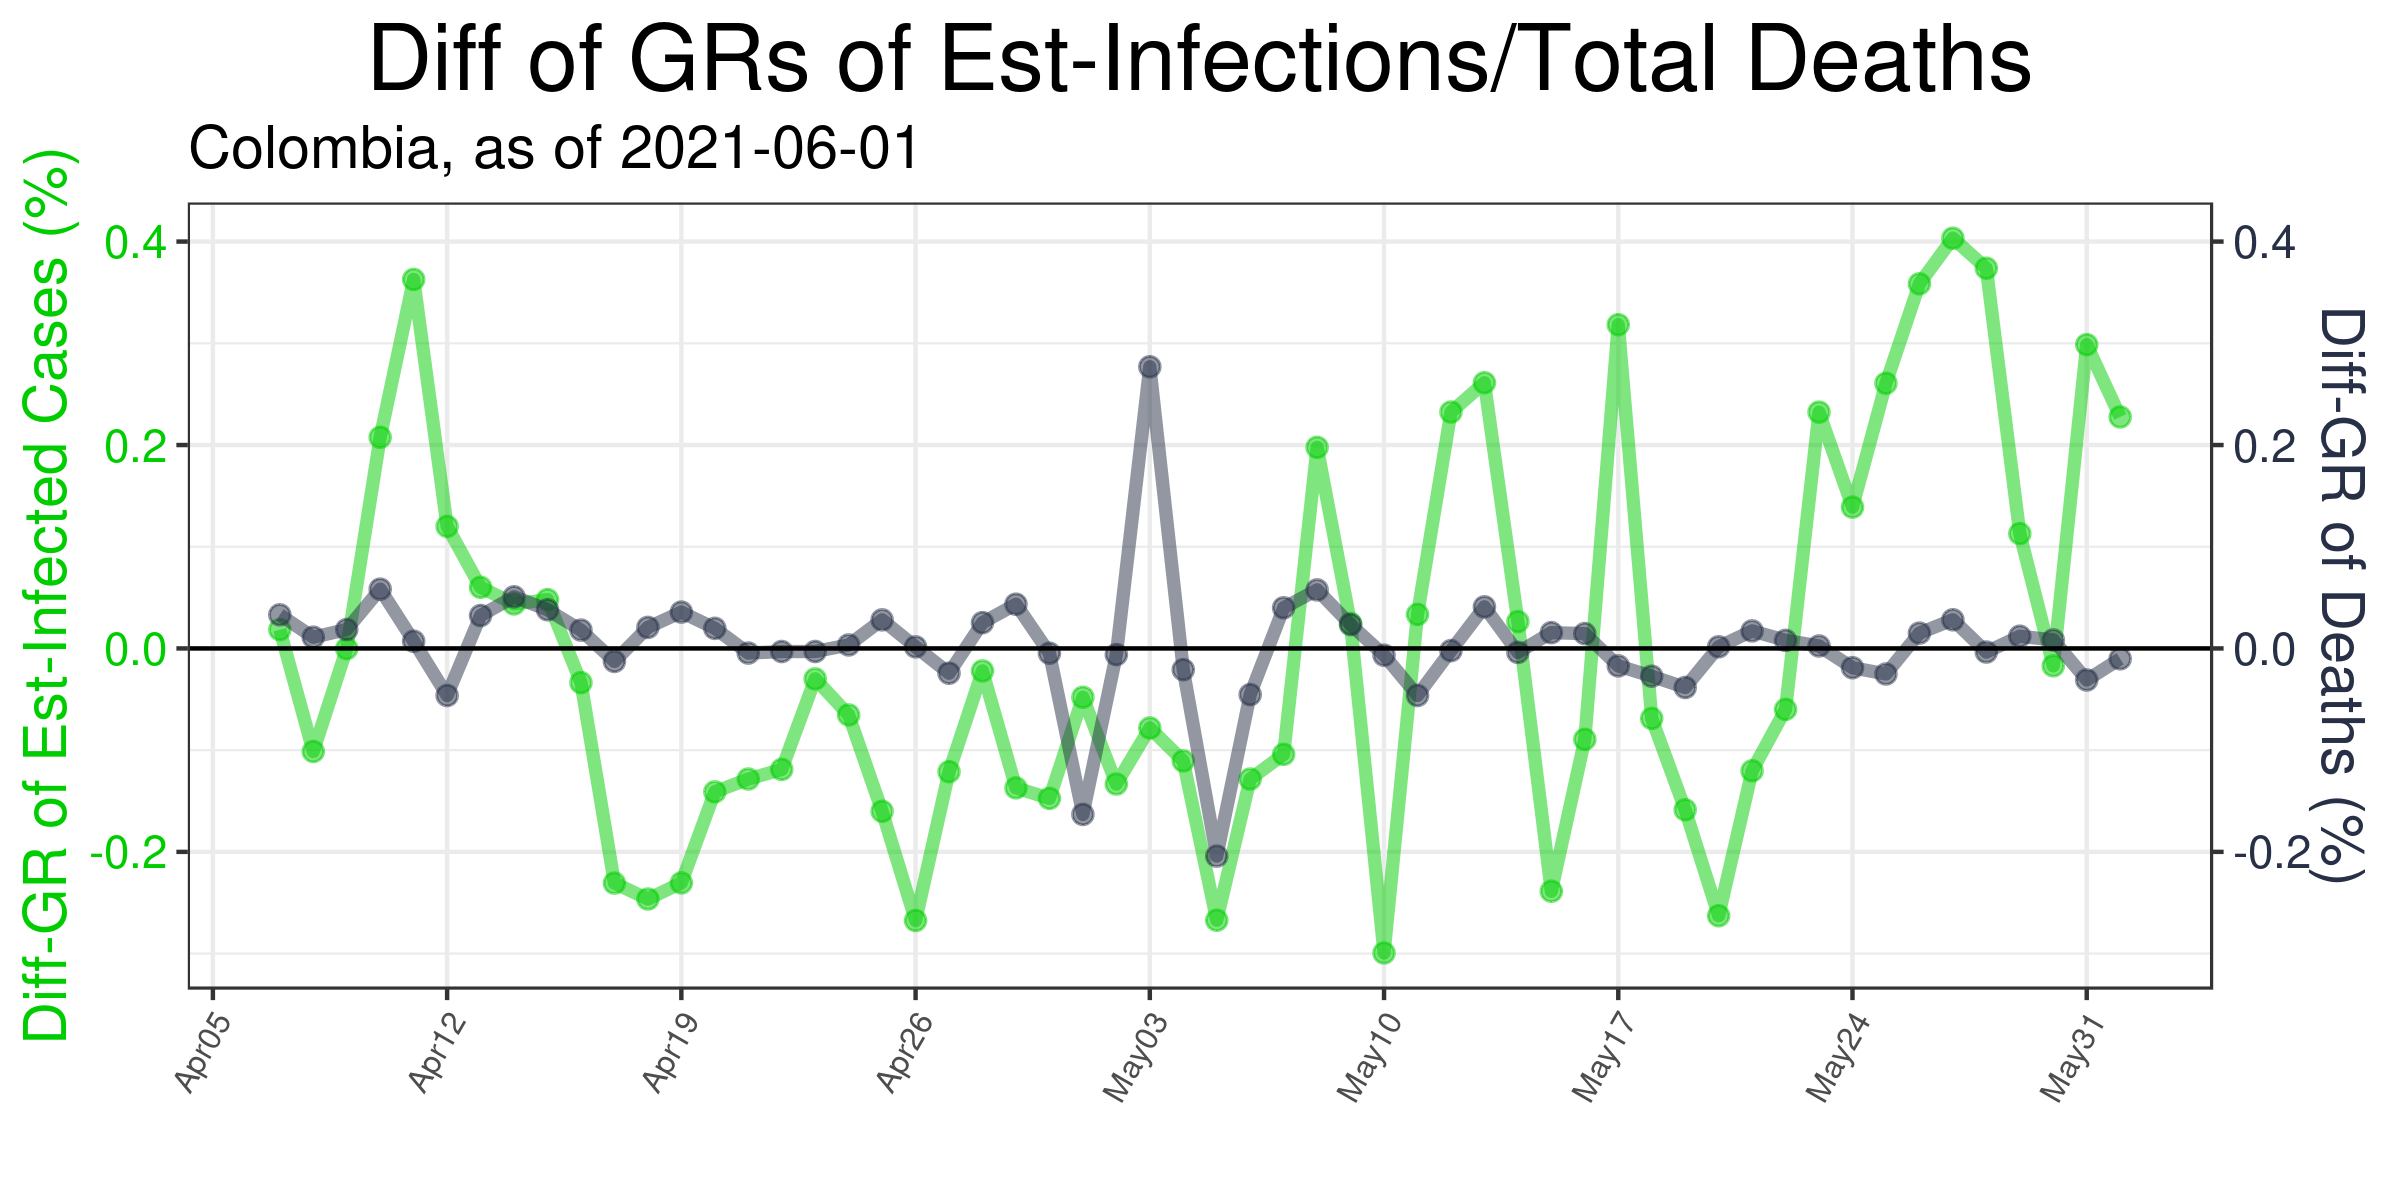 Diff of GRs of Est-Infections/Total Deaths
Colombia, as of 2021-06-01
Diff-GR of Est-Infected Cases (%)
0.4
0.2
0.0
-0.2
0.4
0.2
0.0
-0.2
Diff-GR of Deaths (%)
Apr05
Apr12
Apr19
Apr26
May03
May10
May17
May24
May31